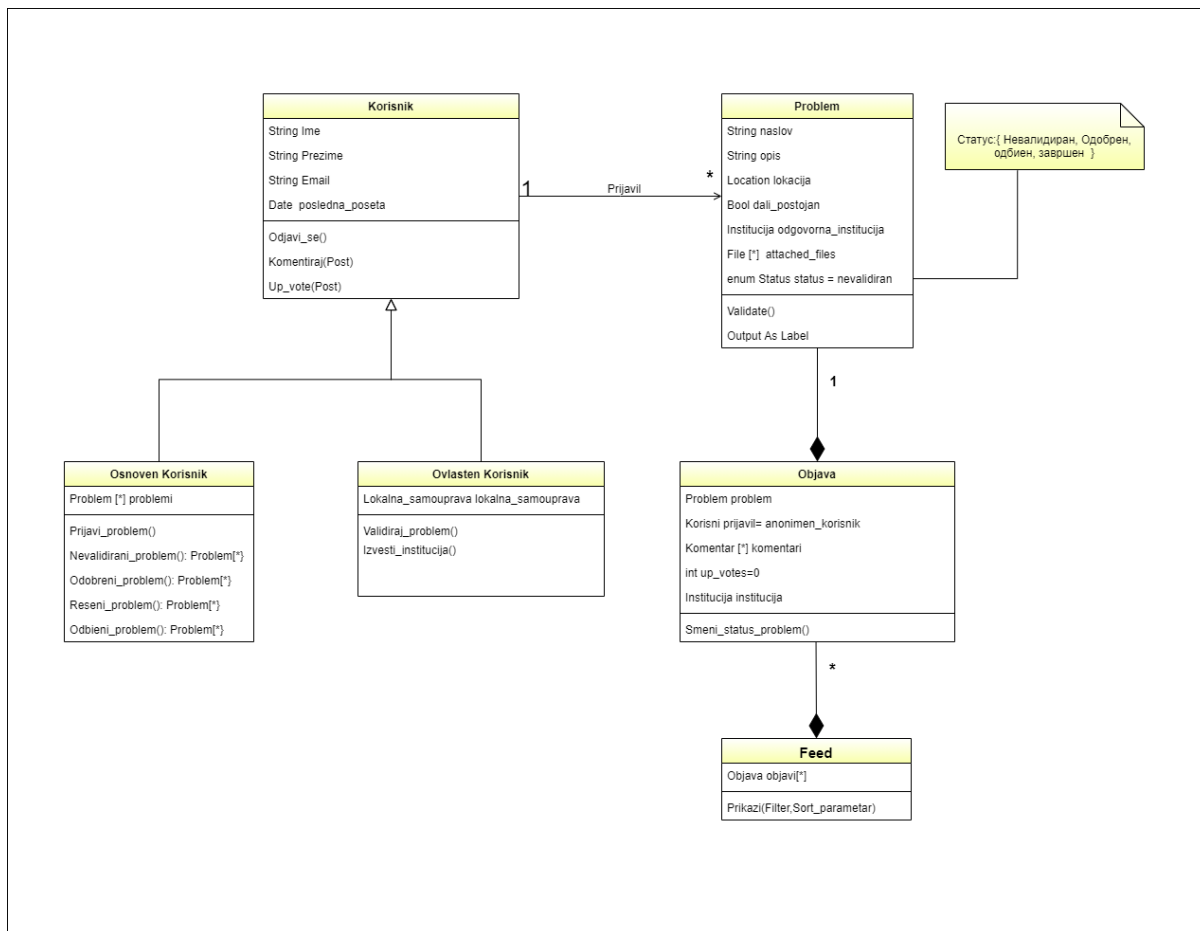 Korisnik
String Ime
String Prezime
String Email
Date posledna_poseta
Odjavi_se()
Komentiraj(Post)
Up_vote(Post)
1
Prijavil
*
Problem
String naslov
String opis
Location lokacija
Bool dali_postojan
Institucija odgovorna_institucija
File [*] attached_files
enum Status status = nevalidiran
Validate()
Output As Label
Статус:{ Невалидиран, Одобрен,
одбиен, завршен }
1
Osnoven Korisnik
Problem [*] problemi
Prijavi_problem()
Nevalidirani_problem(): Problem[*}
Odobreni_problem(): Problem[*}
Reseni_problem(): Problem[*}
Odbieni_problem(): Problem[*}
Ovlasten Korisnik
Lokalna_samouprava lokalna_samouprava
Validiraj_problem()
Izvesti_institucija()
Objava
Problem problem
Korisni prijavil= anonimen_korisnik
Komentar [*] komentari
int up_votes=0
Institucija institucija
Smeni_status_problem()
*
Feed
Objava objavi[*]
Prikazi(Filter,Sort_parametar)